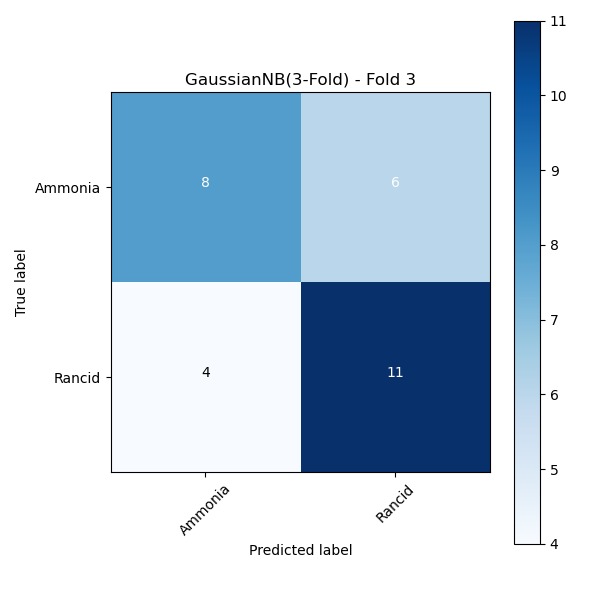 GaussianNB(3-Fold) - Fold 3
True label
Ammonia
8
6
Rancid
4
11
Ammonia
Rancid
Predicted label
11
10
9
8
7
6
5
4